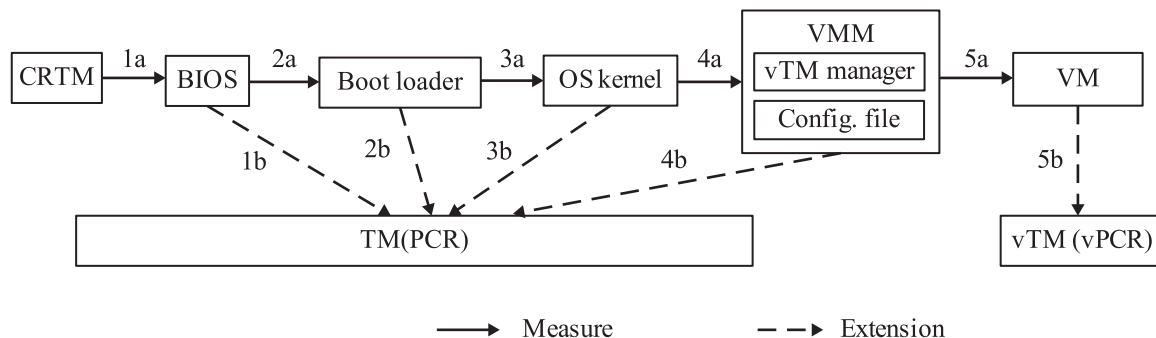 CRTM
1a
BIOS
2a
Boot loader
3a
OS kernel
4a
VMM
vTM manager
Config. file
5a
VM
1b
2b
3b
4b
5b
TM(PCR)
vTM (vPCR)
Measure
Extension